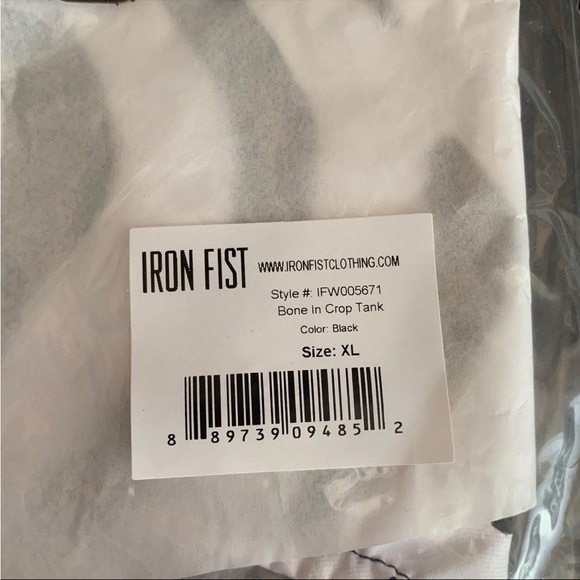 IRON FIST WWW.IRONFISTCLOTHING.COM
Style #: IFW005671
Bone in Crop Tank
Color: Black
Size: XL
8 89739 09485 2